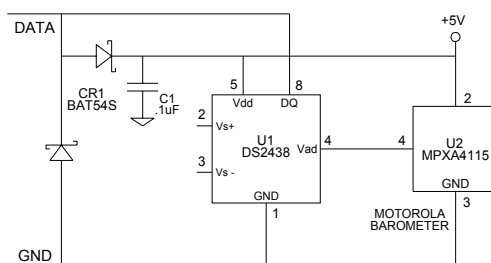 DATA
+5V
CR1
BAT54S
C1
.1uF
5
8
Vdd
DQ
2
Vs+
U1
DS2438
Vad
4
4
2
U2
MPXA4115
3
Vs -
GND
1
GND
3
MOTOROLA
BAROMETER
GND